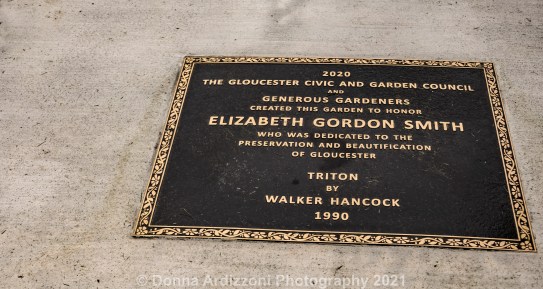 2020
THE GLOUCESTER CIVIC AND GARDEN COUNCIL
AND
GENEROUS GARDENERS
CREATED THIS GARDEN TO HONOR
ELIZABETH GORDON SMITH
WHO WAS DEDICATED TO THE
PRESERVATION AND BEAUTIFICATION
OF GLOUCESTER
TRITON
BY
WALKER HANCOCK
1990
© Donna Ardizzoni Photography 2021